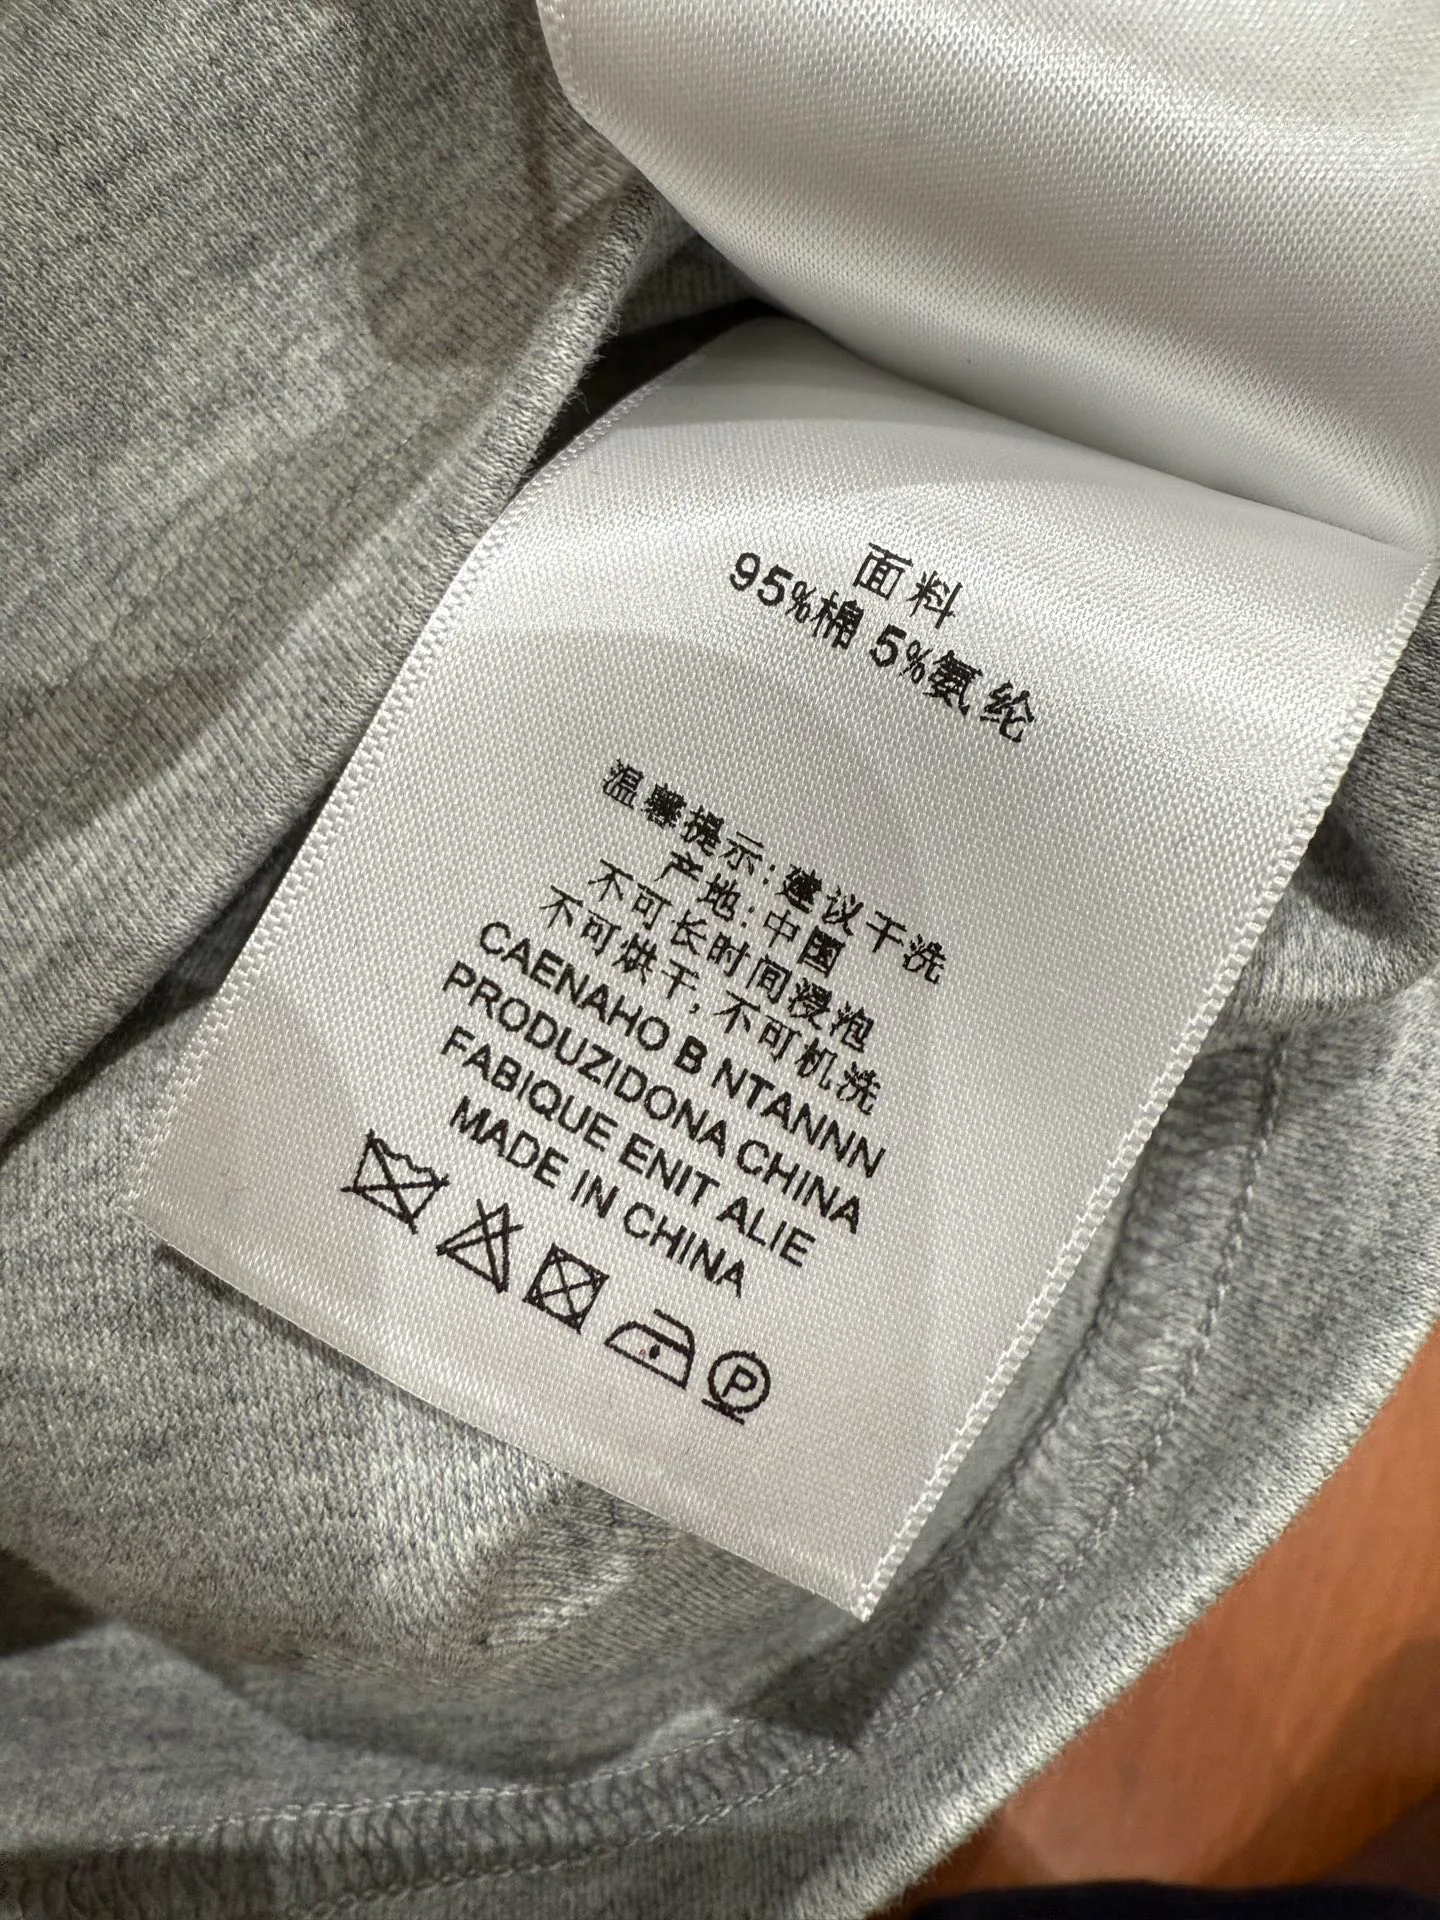 面料
95%棉 5%氨纶
温馨提示:建议干洗
产地:中国
不可长时间浸泡
不可烘干,不可机洗
CAENAHO B NTANNN
PRODUZIDONA CHINA
FABIQUE ENIT ALIE
MADE IN CHINA
P